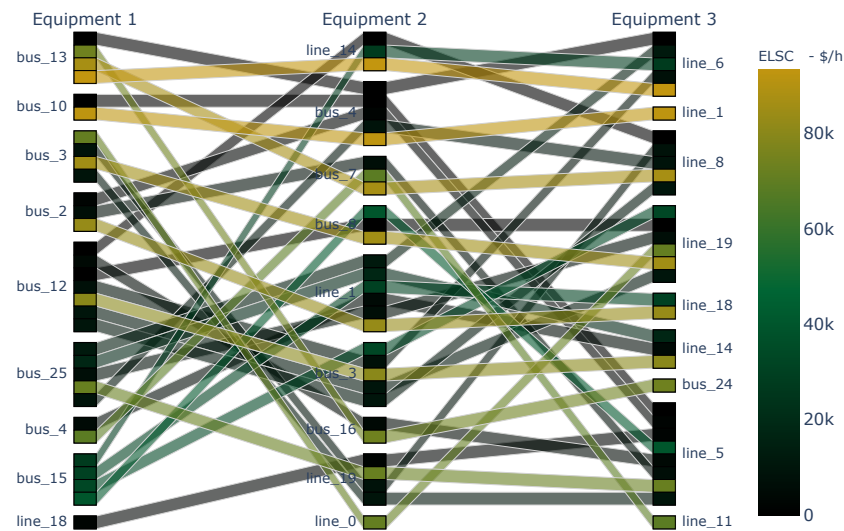 Equipment 1
bus_13
bus_10
bus_3
bus_2
bus_12
bus_25
bus_4
bus_15
line_18
Equipment 2
line_14
bus_4
bus_7
line_1
bus_3
bus_16
line_19
line_0
Equipment 3
line_6
line_1
line_8
line_19
line_18
line_14
bus_24
line_5
line_11
ELSC - $/h
80k
60k
40k
20k
0